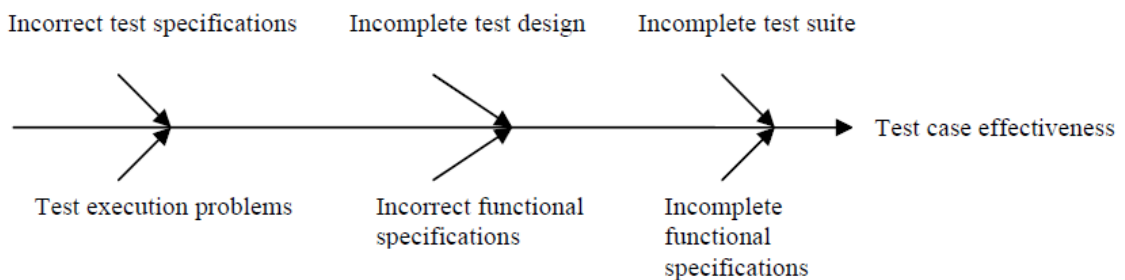 Incorrect test specifications
Incomplete test design
Incomplete test suite
Test case effectiveness
Test execution problems
Incorrect functional
specifications
Incomplete
functional
specifications